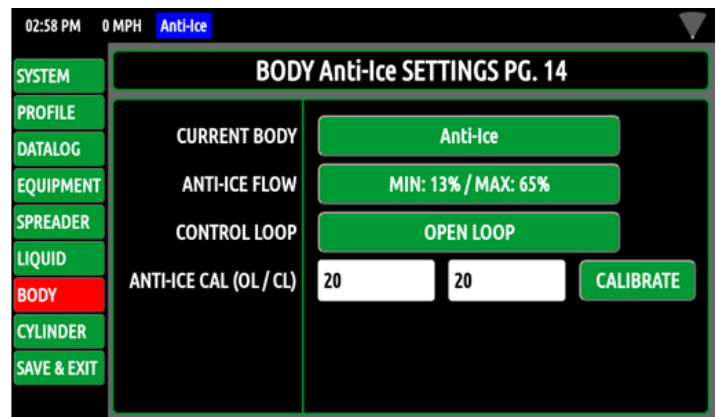 02:58 PM 0 MPH Anti-Ice
BODY Anti-Ice SETTINGS PG. 14
SYSTEM
PROFILE
DATALOG
EQUIPMENT
SPREADER
LIQUID
BODY
CYLINDER
SAVE & EXIT
CURRENT BODY Anti-Ice
ANTI-ICE FLOW MIN: 13% / MAX: 65%
CONTROL LOOP OPEN LOOP
ANTI-ICE CAL (OL / CL) 20 20 CALIBRATE